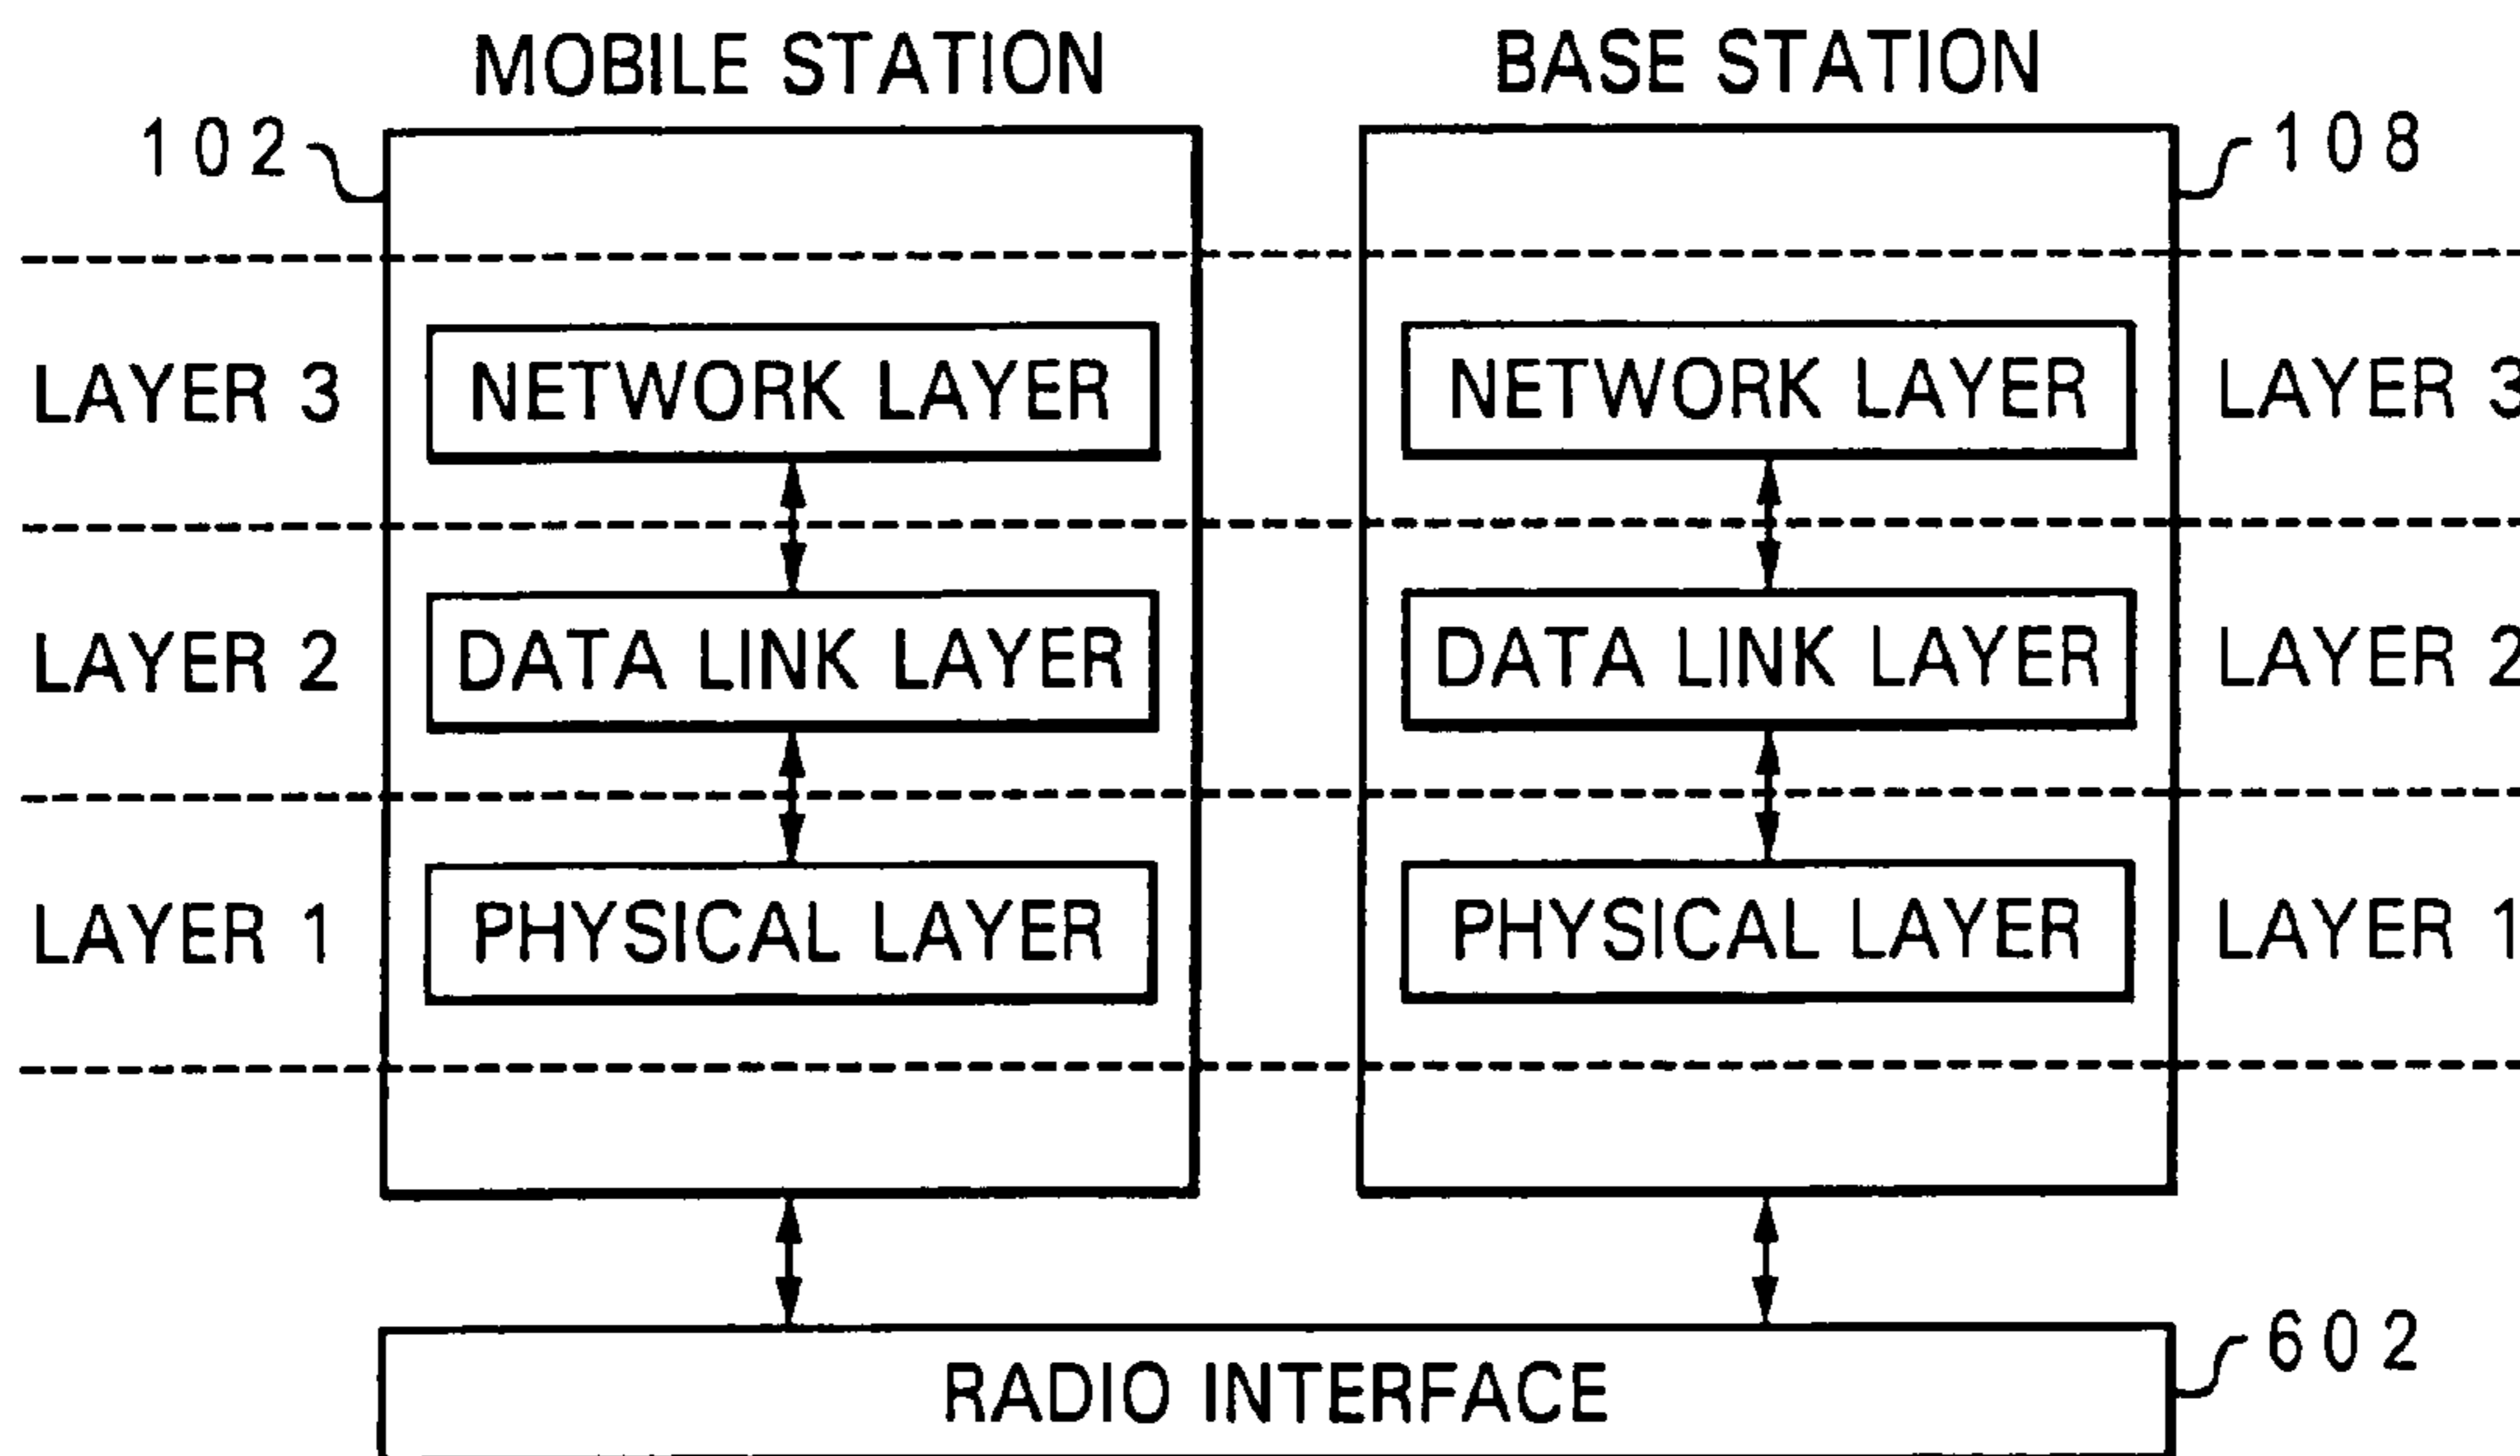 MOBILE STATION BASE STATION
102 108
LAYER 3 NETWORK LAYER NETWORK LAYER LAYER 3
LAYER 2 DATA LINK LAYER DATA LINK LAYER LAYER 2
LAYER 1 PHYSICAL LAYER PHYSICAL LAYER LAYER 1
602
RADIO INTERFACE